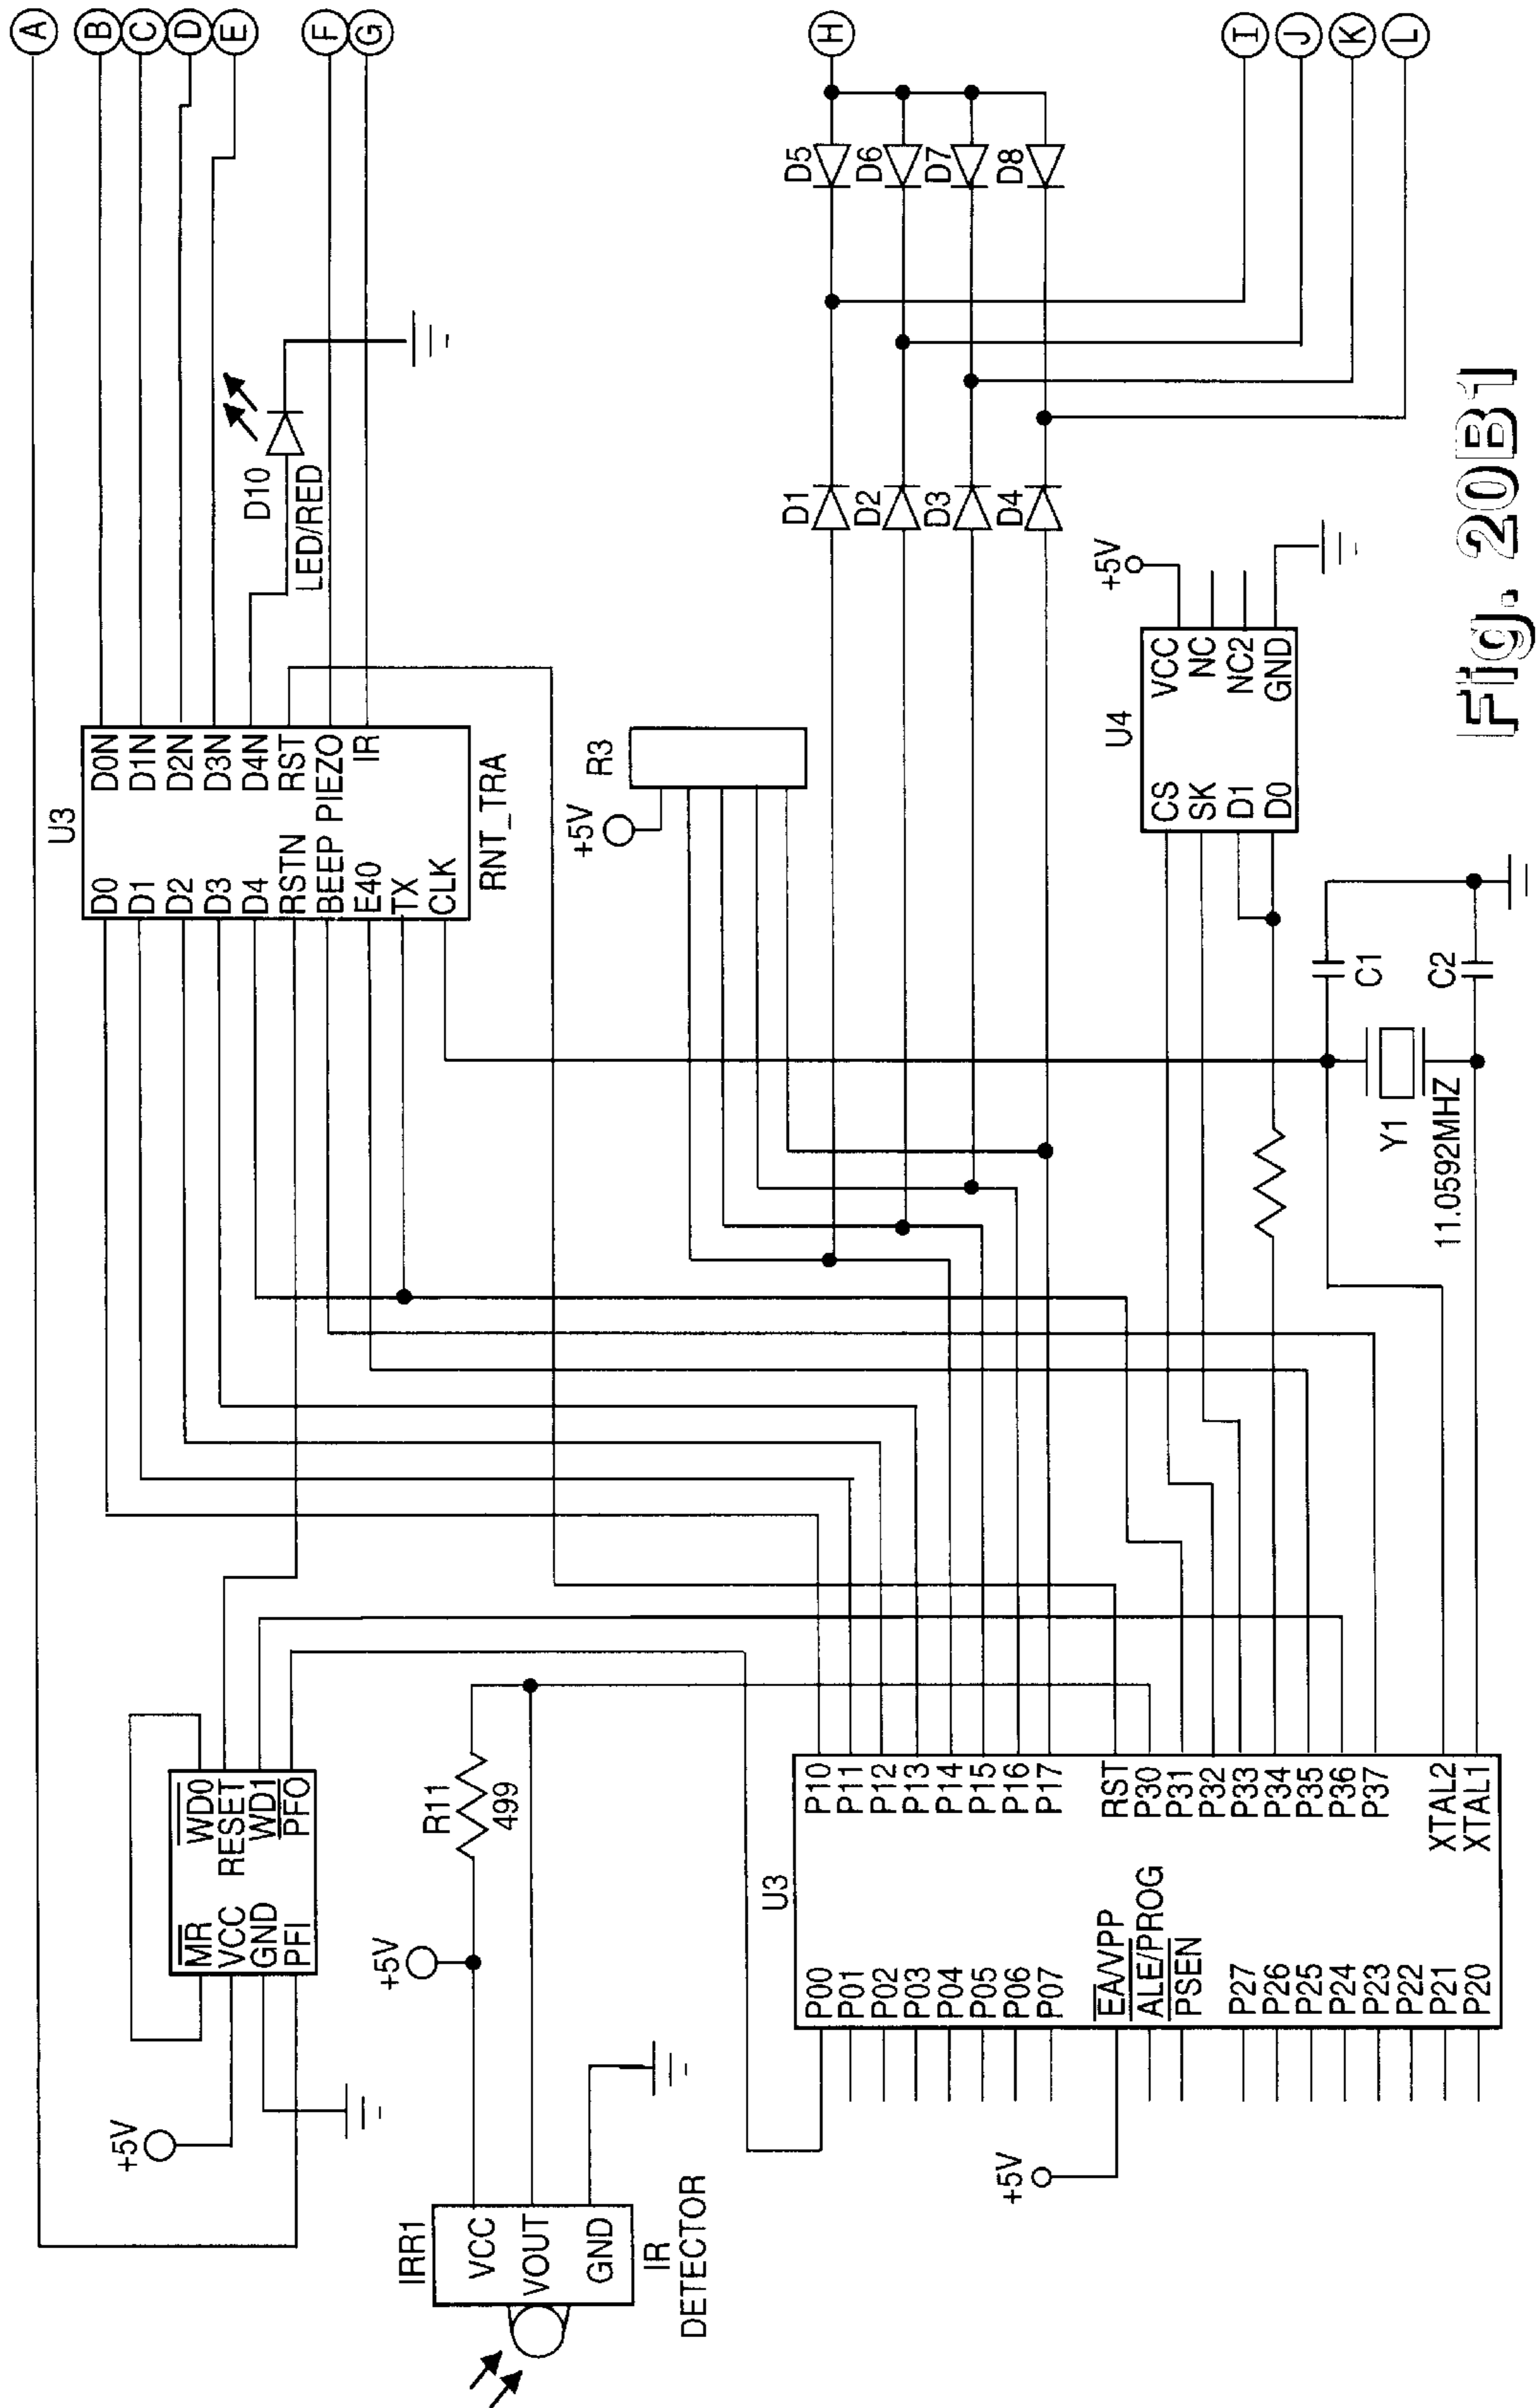 A
B
C
D
E
F
G
H
I
J
K
L
+5V
MR
VCC
GND
PFI
WD0
RESET
WD1
PFO
U3
D0
D1
D2
D3
D4
RSTN
BEEP
E40
TX
CLK
D0N
D1N
D2N
D3N
D4N
RST
PIEZO
IR
RNT_TRA
D10
LED/RED
IRR1
VCC
VOUT
GND
IR
DETECTOR
+5V
R11
499
+5V
R3
D1
D2
D3
D4
D5
D6
D7
D8
U3
P00
P01
P02
P03
P04
P05
P06
P07
EA/VPP
ALE/PROG
PSEN
P27
P26
P25
P24
P23
P22
P21
P20
P10
P11
P12
P13
P14
P15
P16
P17
RST
P30
P31
P32
P33
P34
P35
P36
P37
XTAL2
XTAL1
+5V
U4
CS
SK
D1
D0
VCC
NC
NC2
GND
+5V
C1
C2
Y1
11.0592MHZ
Fig. 20B1